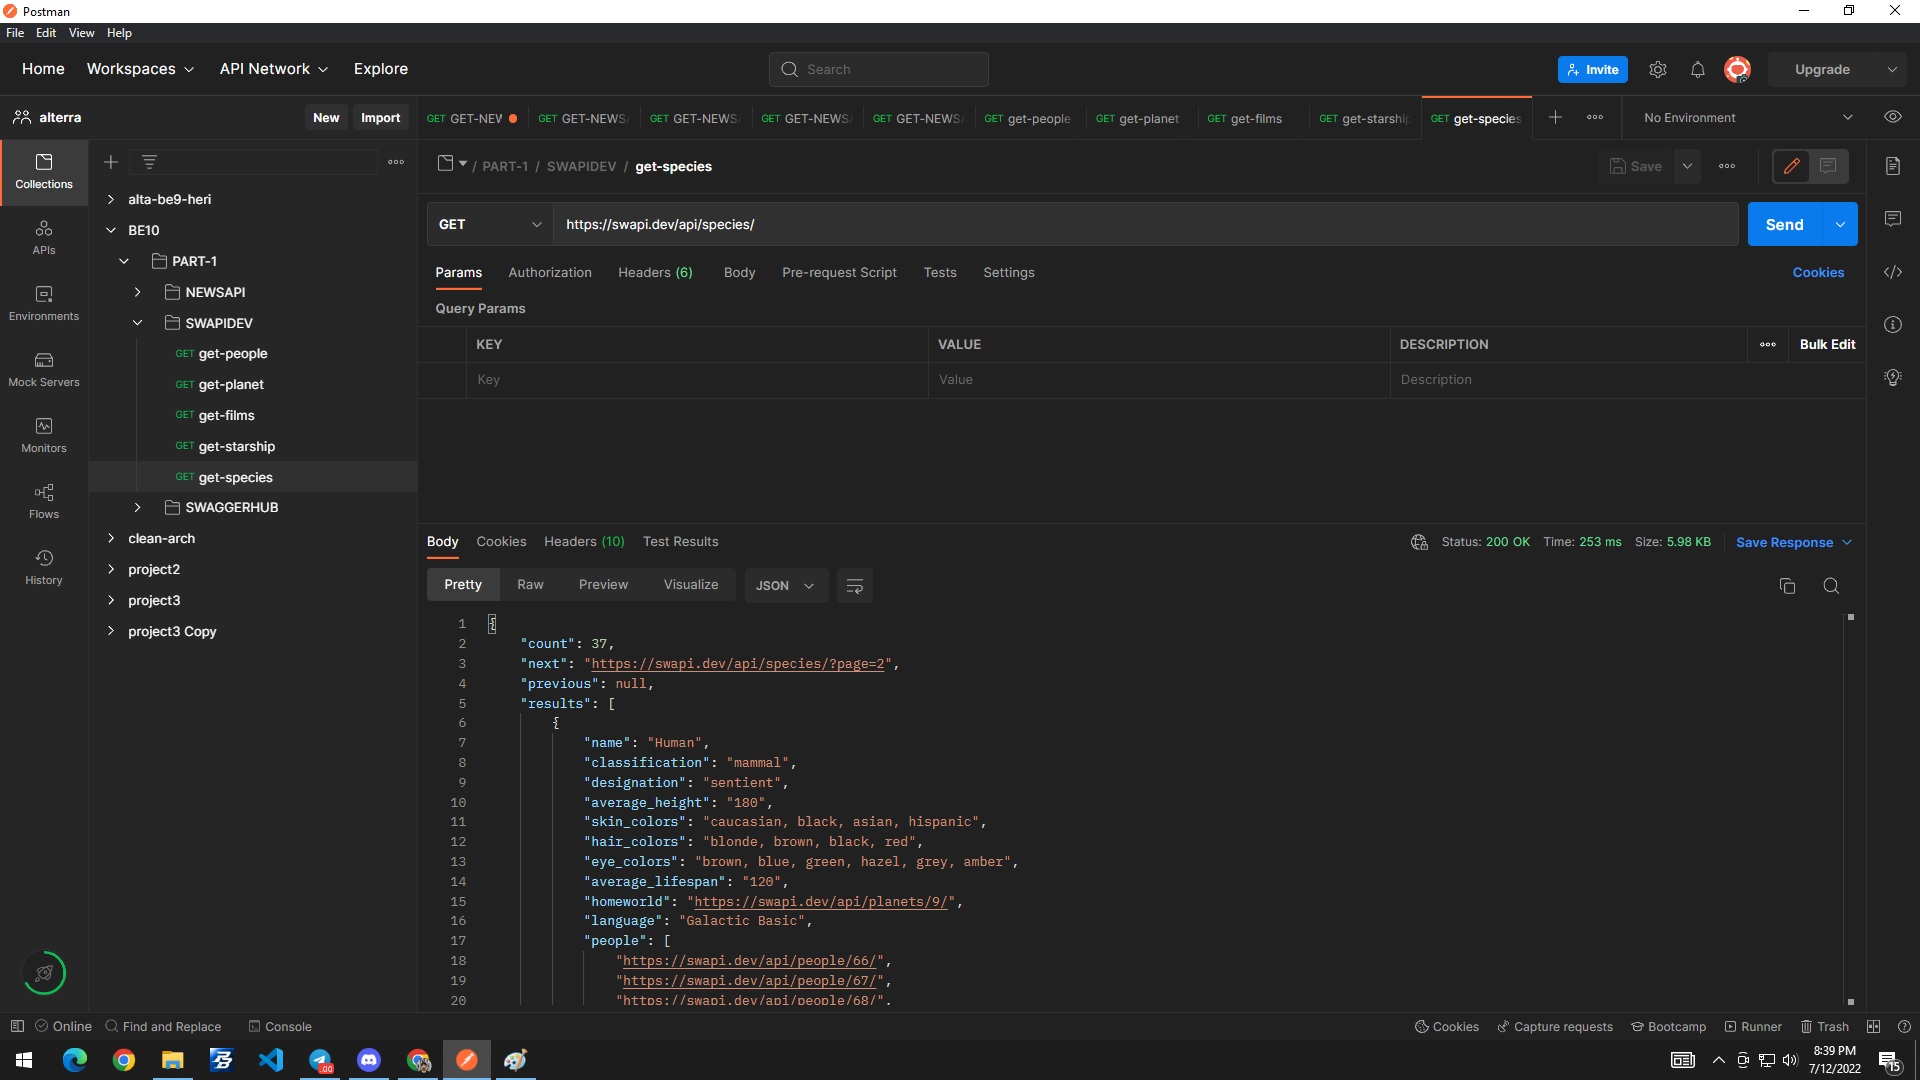 Postman
File Edit View Help
Home Workspaces API Network Explore
Search
Invite
Upgrade
alterra
New Import
GET GET-NEW
GET GET-NEWS
GET GET-NEWS
GET GET-NEWS
GET GET-NEWS
GET get-people
GET get-planet
GET get-films
GET get-starship
GET get-species
No Environment
Collections
APIs
Environments
Mock Servers
Monitors
Flows
History
alta-be9-heri
BE10
PART-1
NEWSAPI
SWAPIDEV
GET get-people
GET get-planet
GET get-films
GET get-starship
GET get-species
SWAGGERHUB
clean-arch
project2
project3
project3 Copy
/ PART-1 / SWAPIDEV / get-species
Save
GET https://swapi.dev/api/species/
Send
Params Authorization Headers (6) Body Pre-request Script Tests Settings
Cookies
Query Params
KEY VALUE DESCRIPTION Bulk Edit
Key Value Description
Body Cookies Headers (10) Test Results
Status: 200 OK Time: 253 ms Size: 5.98 KB Save Response
Pretty Raw Preview Visualize JSON
1 {
2 "count": 37,
3 "next": "https://swapi.dev/api/species/?page=2",
4 "previous": null,
5 "results": [
6 {
7 "name": "Human",
8 "classification": "mammal",
9 "designation": "sentient",
10 "average_height": "180",
11 "skin_colors": "caucasian, black, asian, hispanic",
12 "hair_colors": "blonde, brown, black, red",
13 "eye_colors": "brown, blue, green, hazel, grey, amber",
14 "average_lifespan": "120",
15 "homeworld": "https://swapi.dev/api/planets/9/",
16 "language": "Galactic Basic",
17 "people": [
18 "https://swapi.dev/api/people/66/",
19 "https://swapi.dev/api/people/67/",
20 "https://swapi.dev/api/people/68/",
Online Find and Replace Console
Cookies Capture requests Bootcamp Runner Trash
8:39 PM
7/12/2022
15